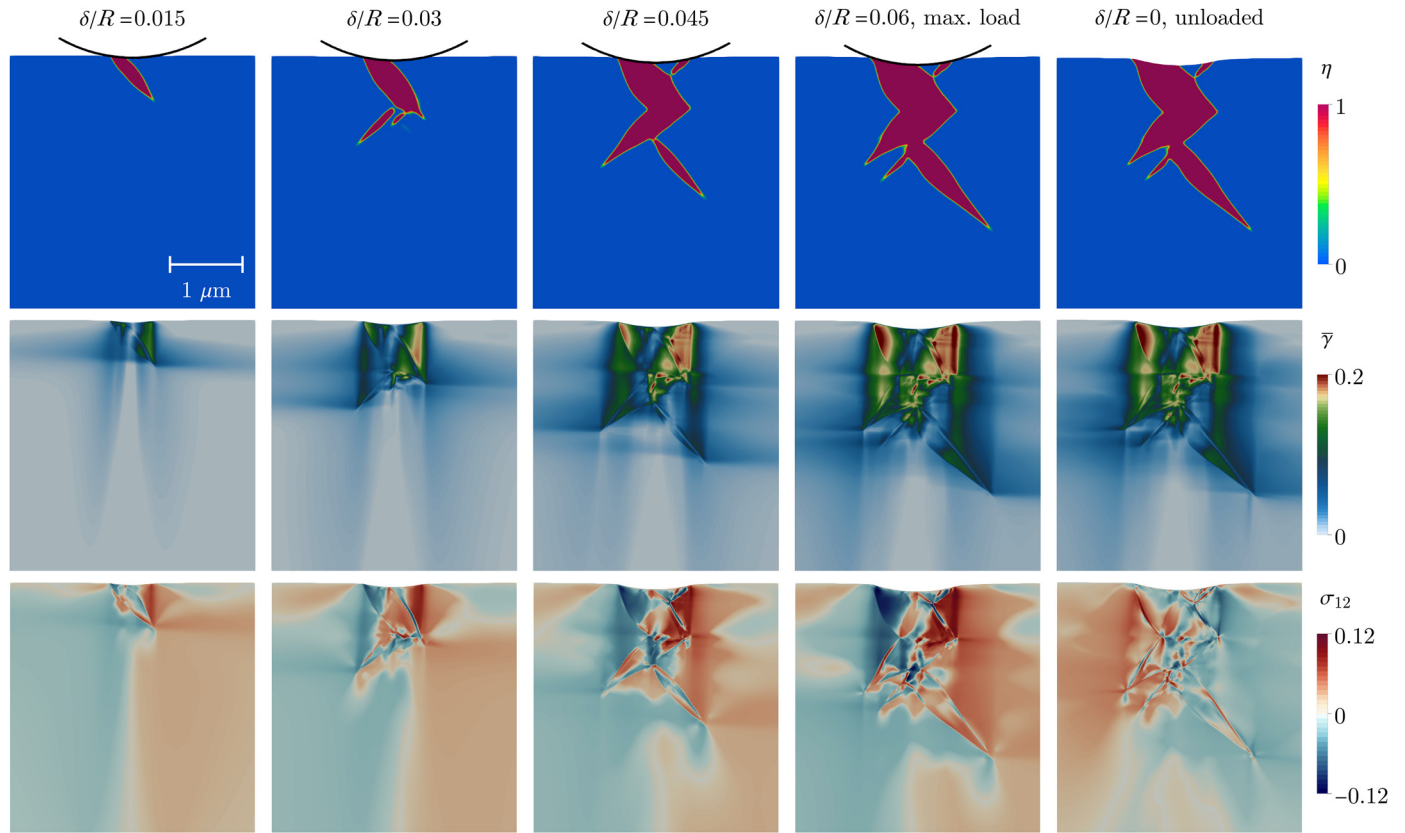 δ/R =0.015
δ/R =0.03
δ/R =0.045
δ/R =0.06, max. load
δ/R =0, unloaded
η
1
0
1 μm
γ̅
0.2
0
σ₁₂
0.12
0
−0.12